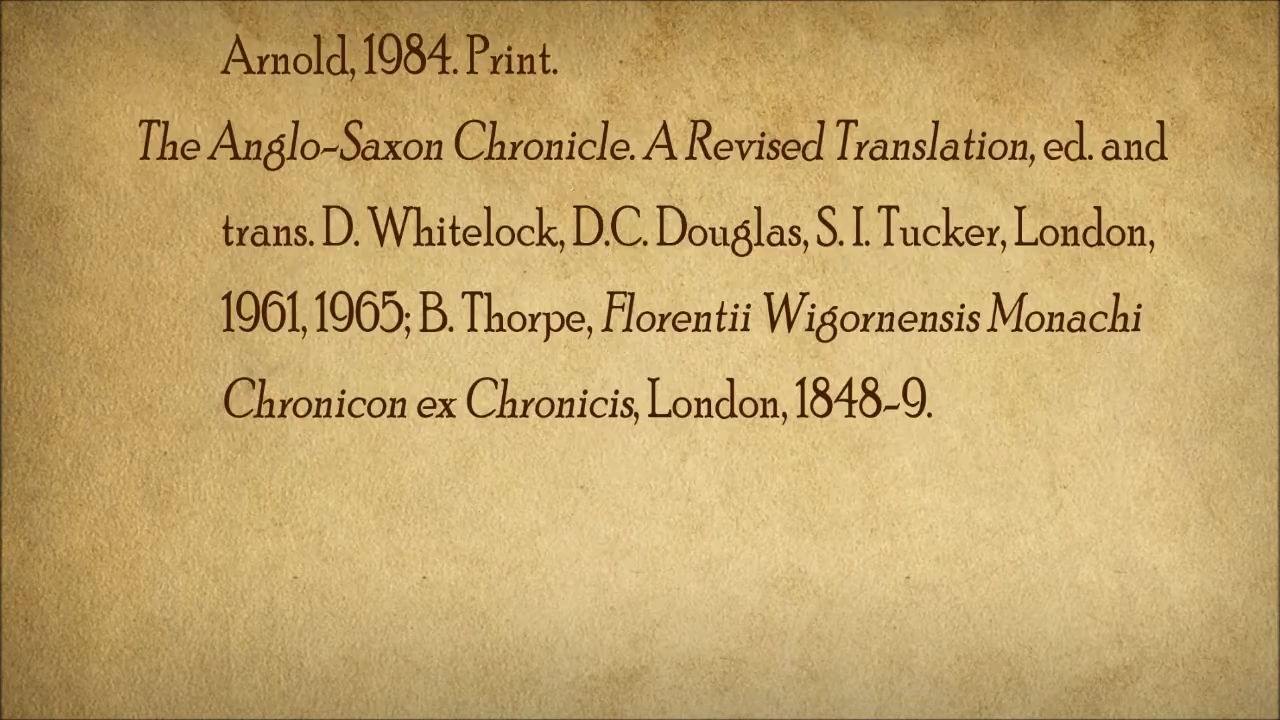 Arnold, 1984. Print.
The Anglo-Saxon Chronicle. A Revised Translation, ed. and
trans. D. Whitelock, D.C. Douglas, S. I. Tucker, London,
1961, 1965; B. Thorpe, Florentii Wigornensis Monachi
Chronicon ex Chronicis, London, 1848-9.